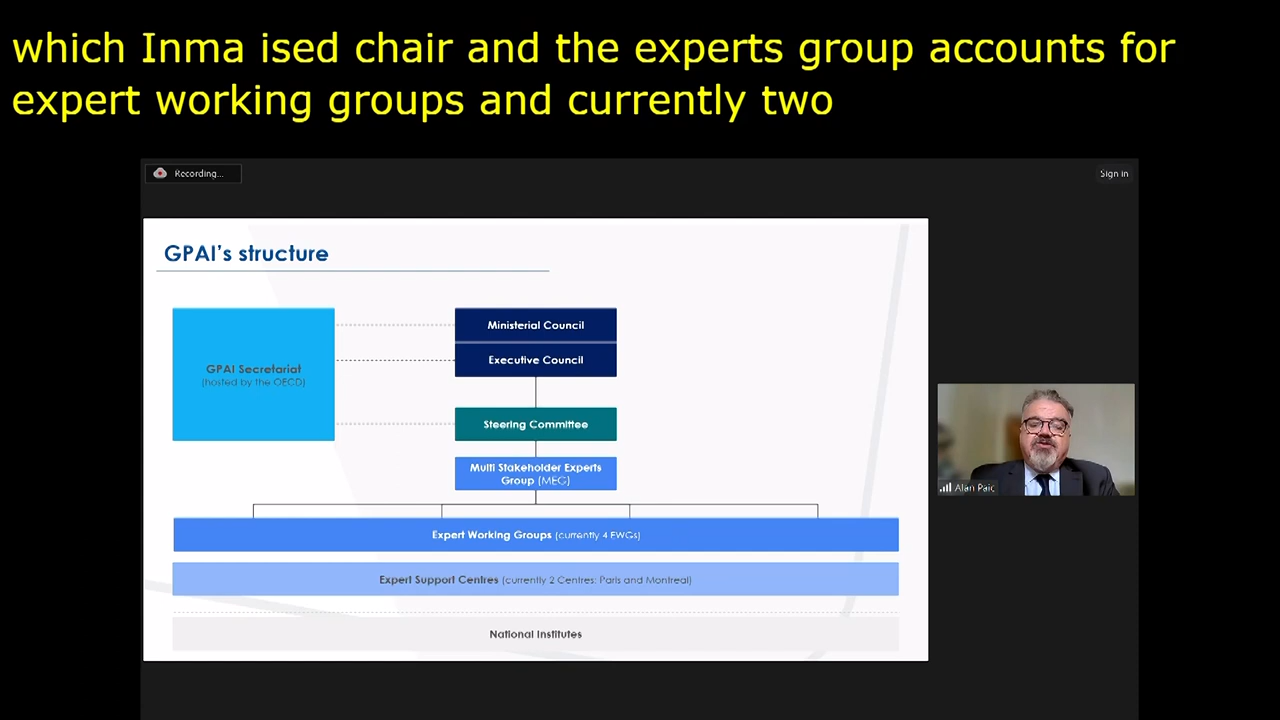 which Inma ised chair and the experts group accounts for
expert working groups and currently two
Recording...
Sign in
GPAI's structure
GPAI Secretariat
(hosted by the OECD)
Ministerial Council
Executive Council
Steering Committee
Multi Stakeholder Experts
Group (MEG)
Expert Working Groups (currently 4 EWGs)
Expert Support Centres (currently 2 Centres: Paris and Montreal)
National Institutes
Alan Paic